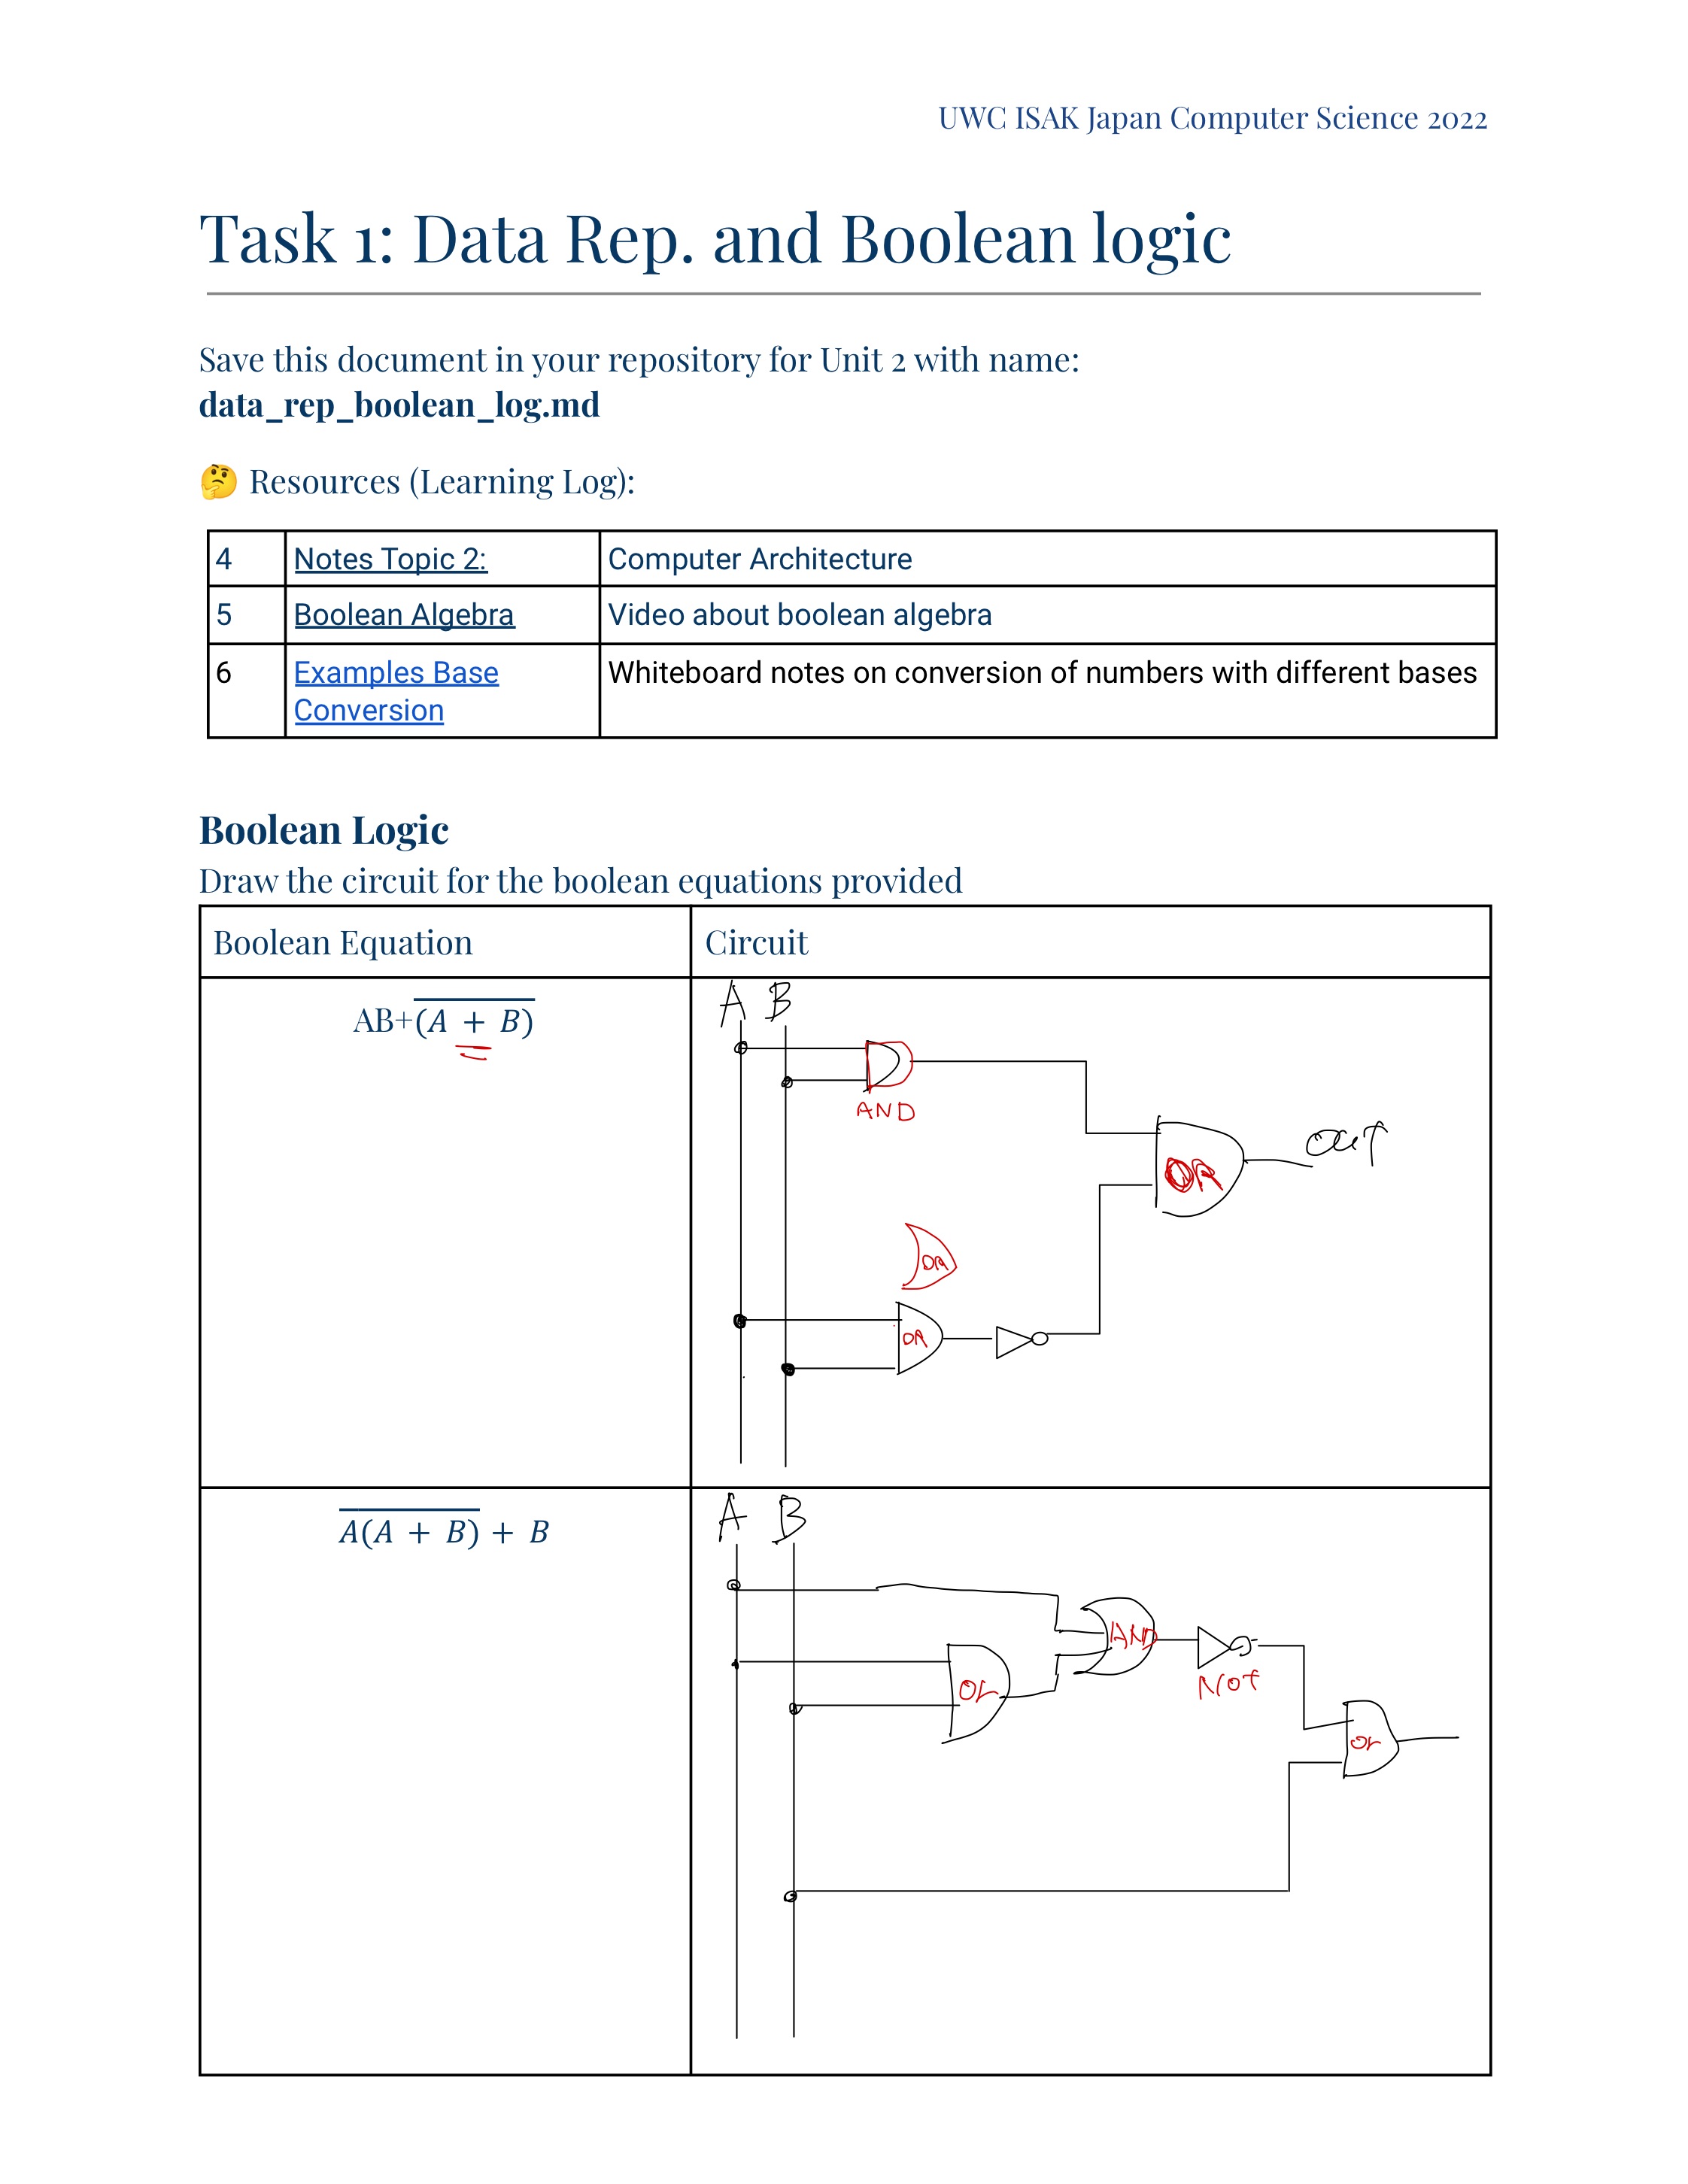 UWC ISAK Japan Computer Science 2022
Task 1: Data Rep. and Boolean logic
Save this document in your repository for Unit 2 with name:
data_rep_boolean_log.md
🤔 Resources (Learning Log):
4 Notes Topic 2: Computer Architecture
5 Boolean Algebra Video about boolean algebra
6 Examples Base Conversion Whiteboard notes on conversion of numbers with different bases
Boolean Logic
Draw the circuit for the boolean equations provided
Boolean Equation Circuit
AB+\overline{(A + B)}
A B
AND
OR
OUT
OR
OR
\overline{A(A + B)} + B
A B
AND
OR
NOT
or